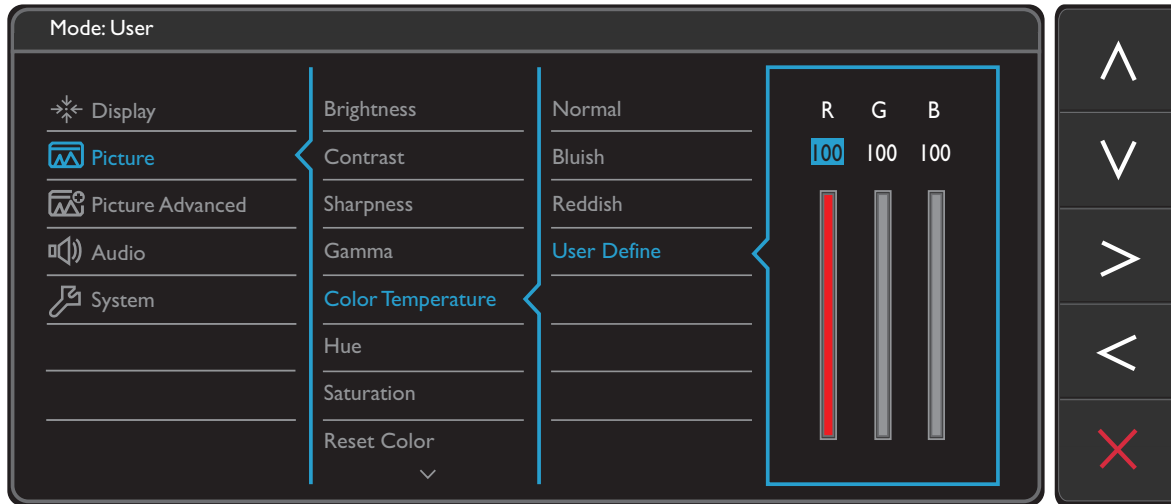 Mode: User
Display
Picture
Picture Advanced
Audio
System
Brightness
Contrast
Sharpness
Gamma
Color Temperature
Hue
Saturation
Reset Color
Normal
Bluish
Reddish
User Define
R G B
100 100 100